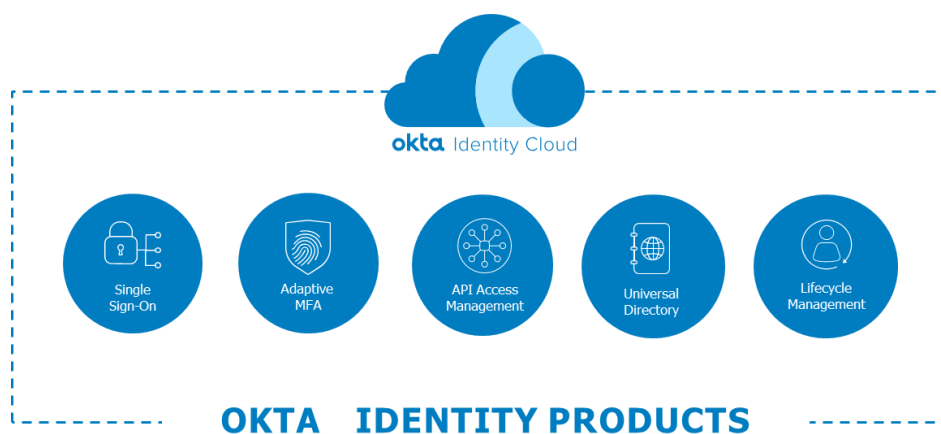 okta Identity Cloud
Single
Sign-On
Adaptive
MFA
API Access
Management
Universal
Directory
Lifecycle
Management
OKTA IDENTITY PRODUCTS